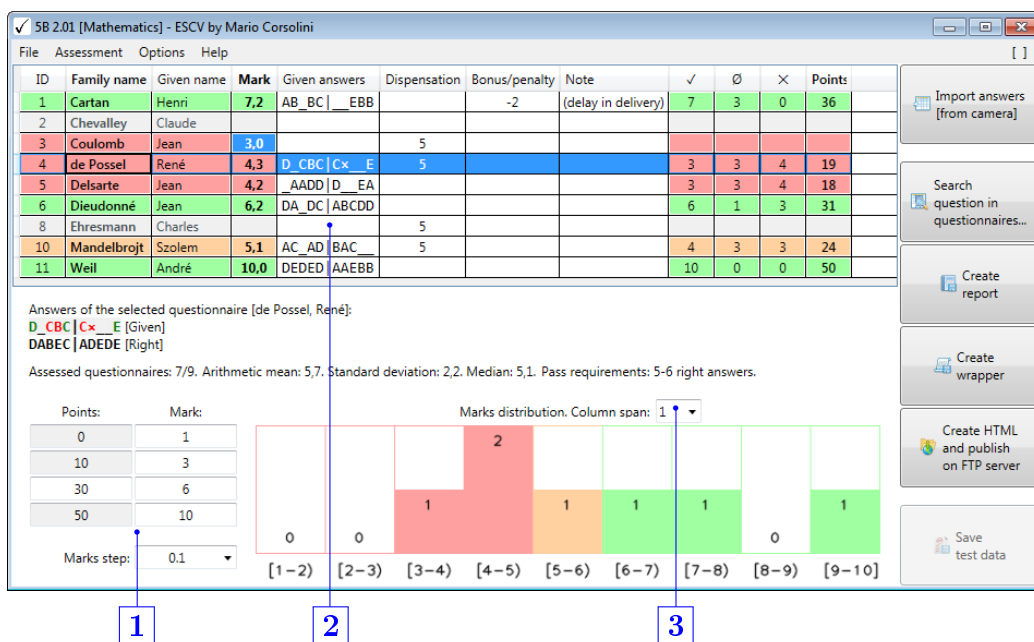 5B 2.01 [Mathematics] - ESCV by Mario Corsolini
File Assessment Options Help [ ]
ID Family name Given name Mark Given answers Dispensation Bonus/penalty Note ✓ Ø × Points
1 Cartan Henri 7,2 AB_BC|__EBB -2 (delay in delivery) 7 3 0 36
2 Chevalley Claude
3 Coulomb Jean 3,0 5
4 de Possel René 4,3 D_CBC|C×__E 5 3 3 4 19
5 Delsarte Jean 4,2 _AADD|D__EA 3 3 4 18
6 Dieudonné Jean 6,2 DA_DC|ABCDD 6 1 3 31
8 Ehresmann Charles 5
10 Mandelbrojt Szolem 5,1 AC_AD|BAC__ 5 4 3 3 24
11 Weil André 10,0 DEDED|AAEBB 10 0 0 50
Import answers
[from camera]
Search
question in
questionnaires...
Create
report
Create
wrapper
Create HTML
and publish
on FTP server
Save
test data
Answers of the selected questionnaire [de Possel, René]:
D_CBC|C×__E [Given]
DABEC|ADEDE [Right]
Assessed questionnaires: 7/9. Arithmetic mean: 5,7. Standard deviation: 2,2. Median: 5,1. Pass requirements: 5-6 right answers.
Points: Mark:
0 1
10 3
30 6
50 10
Marks step: 0.1
Marks distribution. Column span: 1
0 0 1 2 1 1 1 0 1
[1-2) [2-3) [3-4) [4-5) [5-6) [6-7) [7-8) [8-9) [9-10]
1 2 3